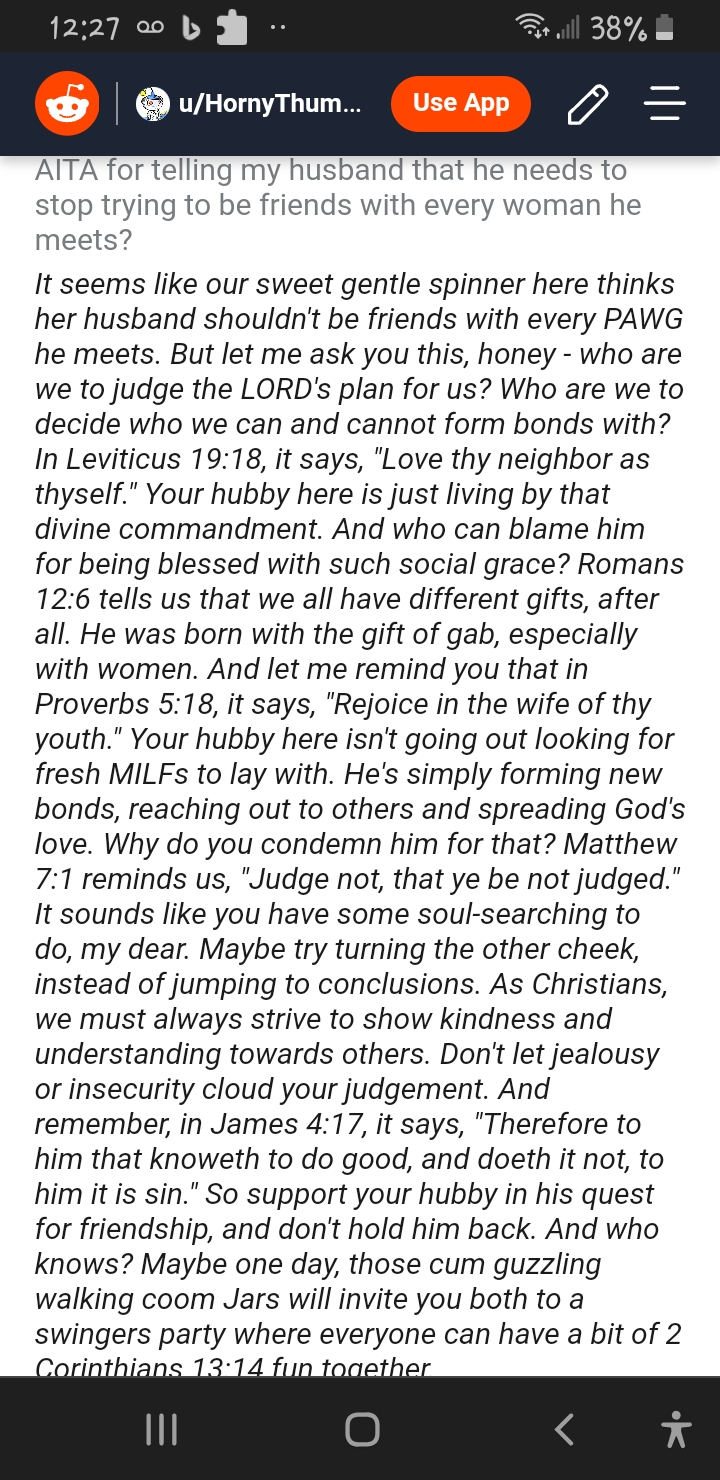 12:27
38%
u/HornyThum...
Use App
AITA for telling my husband that he needs to
stop trying to be friends with every woman he
meets?
It seems like our sweet gentle spinner here thinks
her husband shouldn't be friends with every PAWG
he meets. But let me ask you this, honey - who are
we to judge the LORD's plan for us? Who are we to
decide who we can and cannot form bonds with?
In Leviticus 19:18, it says, "Love thy neighbor as
thyself." Your hubby here is just living by that
divine commandment. And who can blame him
for being blessed with such social grace? Romans
12:6 tells us that we all have different gifts, after
all. He was born with the gift of gab, especially
with women. And let me remind you that in
Proverbs 5:18, it says, "Rejoice in the wife of thy
youth." Your hubby here isn't going out looking for
fresh MILFs to lay with. He's simply forming new
bonds, reaching out to others and spreading God's
love. Why do you condemn him for that? Matthew
7:1 reminds us, "Judge not, that ye be not judged."
It sounds like you have some soul-searching to
do, my dear. Maybe try turning the other cheek,
instead of jumping to conclusions. As Christians,
we must always strive to show kindness and
understanding towards others. Don't let jealousy
or insecurity cloud your judgement. And
remember, in James 4:17, it says, "Therefore to
him that knoweth to do good, and doeth it not, to
him it is sin." So support your hubby in his quest
for friendship, and don't hold him back. And who
knows? Maybe one day, those cum guzzling
walking coom Jars will invite you both to a
swingers party where everyone can have a bit of 2
Corinthians 13:14 fun together